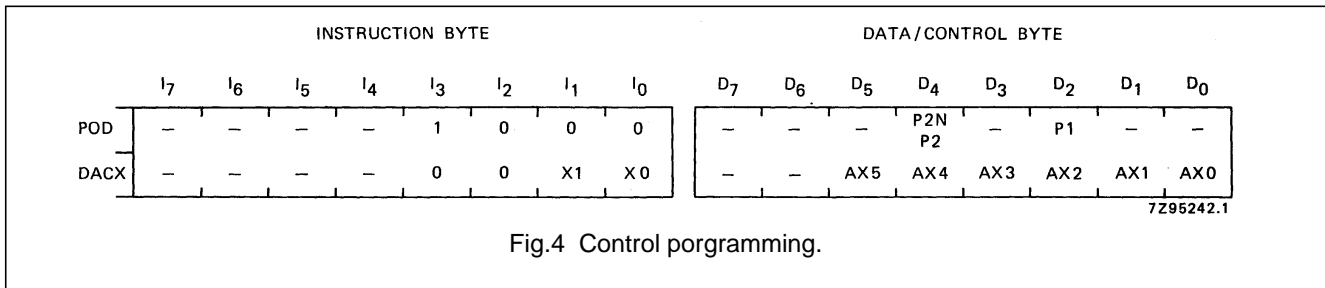 INSTRUCTION BYTE DATA/CONTROL BYTE
I7 I6 I5 I4 I3 I2 I1 I0 D7 D6 D5 D4 D3 D2 D1 D0
POD – – – – 1 0 0 0 – – – P2N P2 – P1 – –
DACX – – – – 0 0 X1 X0 – – AX5 AX4 AX3 AX2 AX1 AX0
7Z95242.1
Fig.4 Control porgramming.